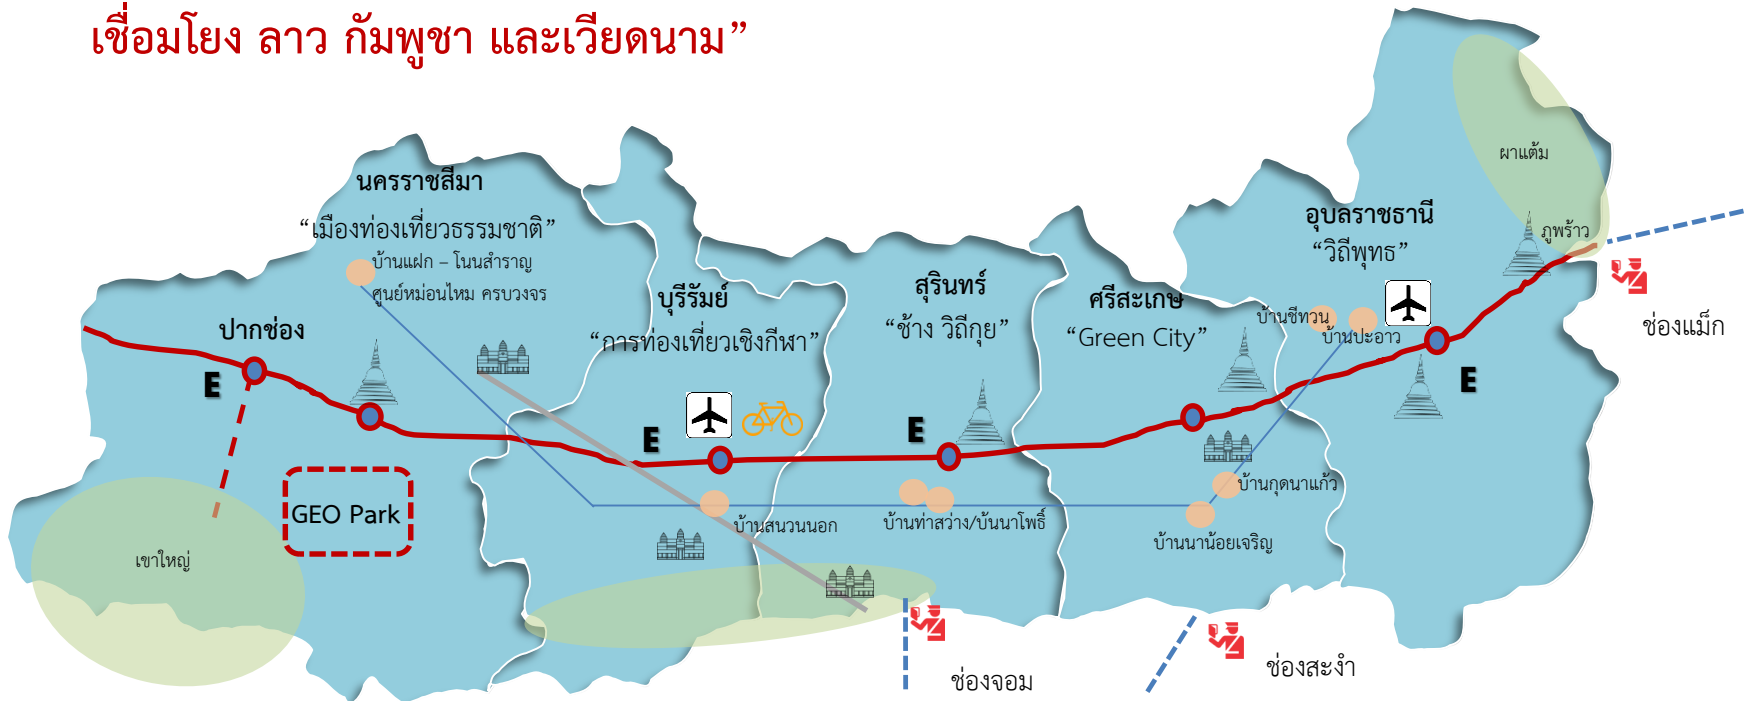 เชื่อมโยง ลาว กัมพูชา และเวียดนาม”
ผาแต้ม
นครราชสีมา
“เมืองท่องเที่ยวธรรมชาติ”
บ้านแฝก – โนนสำราญ
ศูนย์หม่อนไหม ครบวงจร
อุบลราชธานี
“วิถีพุทธ”
ภูพร้าว
ช่องแม็ก
บุรีรัมย์
“การท่องเที่ยวเชิงกีฬา”
สุรินทร์
“ช้าง วิถีกุย”
ศรีสะเกษ
“Green City”
บ้านชีทวน
บ้านปะอาว
ปากช่อง
E
E
E
E
GEO Park
เขาใหญ่
บ้านสนวนนอก
บ้านท่าสว่าง/บ้นนาโพธิ์
บ้านกุดนาแก้ว
บ้านนาน้อยเจริญ
ช่องจอม
ช่องสะงำ